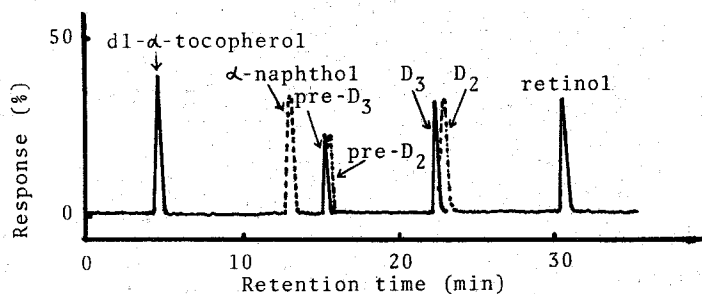 50
dl-α-tocopherol
α-naphthol
pre-D3
D3
D2
retinol
pre-D2
Response (%)
0
0
10
20
30
Retention time (min)